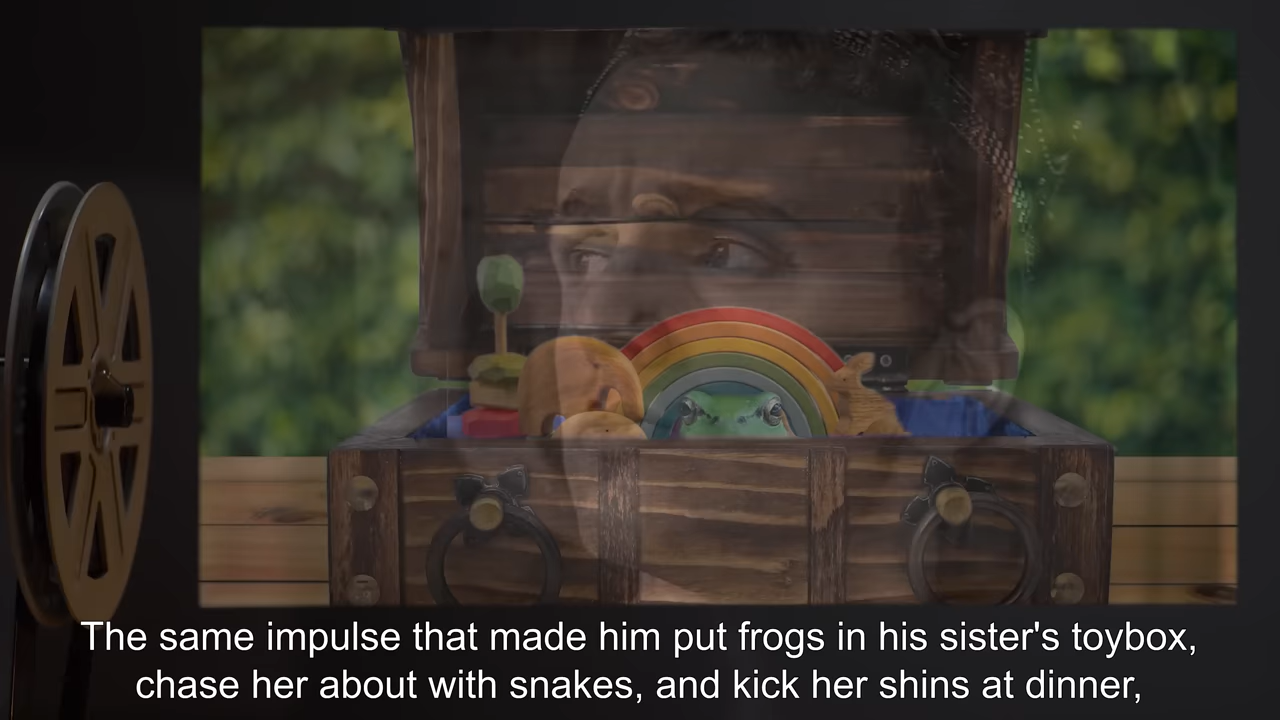 The same impulse that made him put frogs in his sister's toybox,
chase her about with snakes, and kick her shins at dinner,